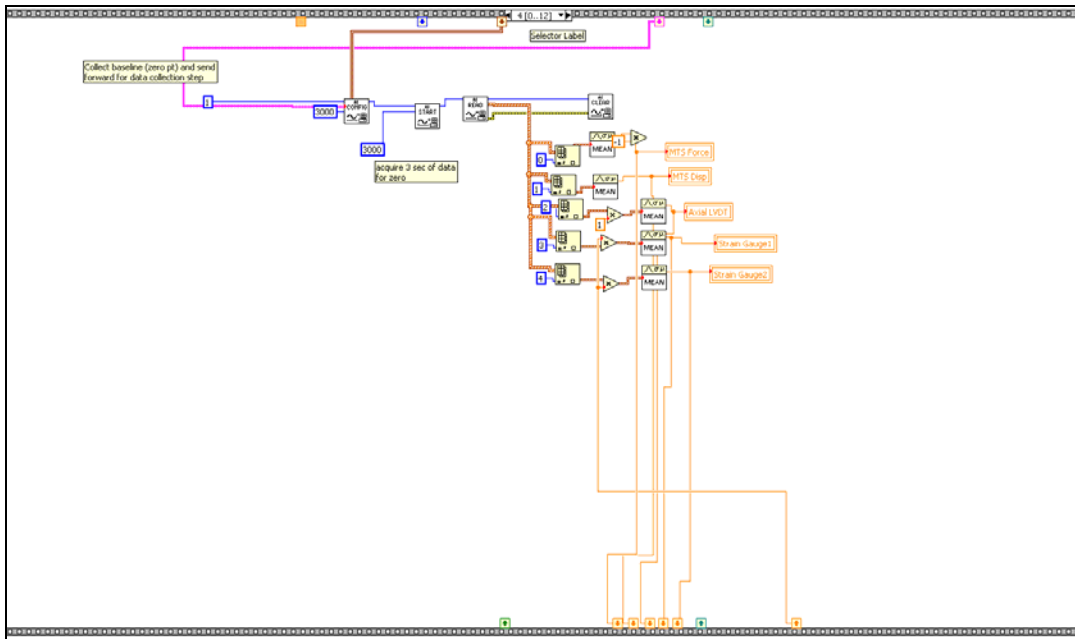 4 [0..12]
Selector Label
Collect baseline (zero pt) and send
forward for data collection step
1
3000
CONFIG
START
READ
CLEAR
3000
acquire 3 sec of data
for zero
0
MEAN
-1
MTS Force
1
MEAN
MTS Disp
2
1
MEAN
Axial LVDT
3
MEAN
Strain Gauge1
4
MEAN
Strain Gauge2